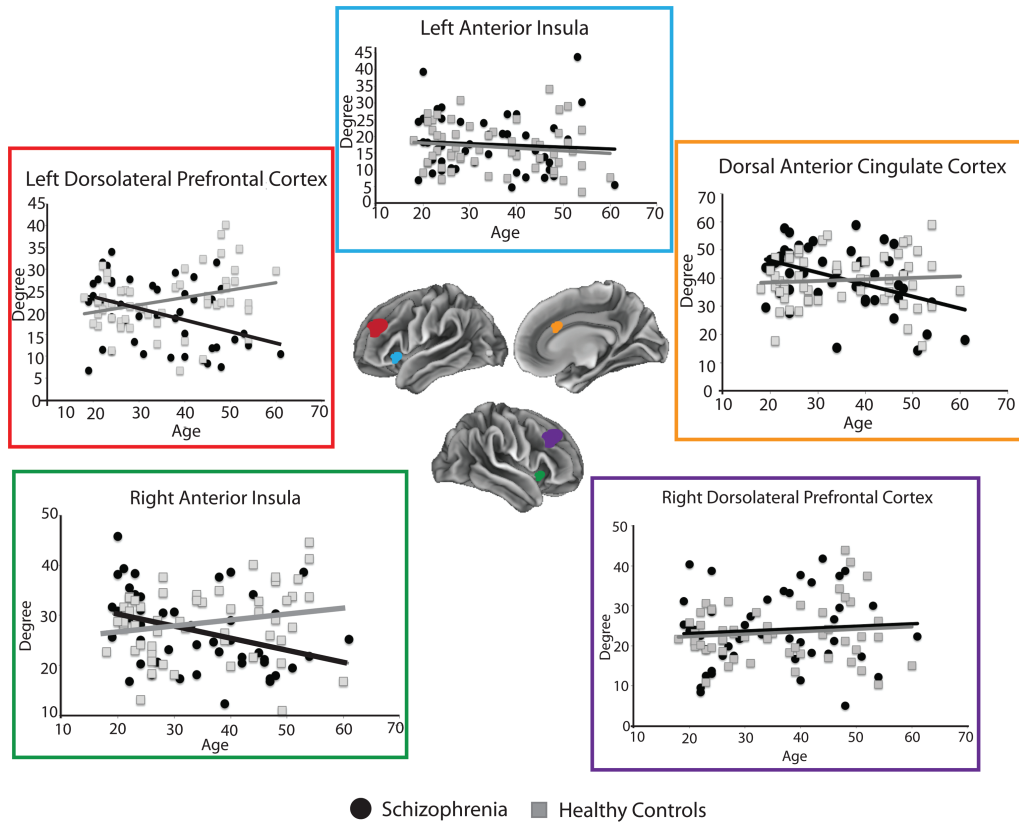 Left Anterior Insula
45
40
35
30
25
20
15
10
5
0
Degree
10 20 30 40 50 60 70
Age
Left Dorsolateral Prefrontal Cortex
45
40
35
30
25
20
15
10
5
0
Degree
10 20 30 40 50 60 70
Age
Dorsal Anterior Cingulate Cortex
70
60
50
40
30
20
10
0
Degree
10 20 30 40 50 60 70
Age
Right Anterior Insula
50
40
30
20
10
Degree
10 20 30 40 50 60 70
Age
Right Dorsolateral Prefrontal Cortex
50
40
30
20
10
0
Degree
10 20 30 40 50 60 70
Age
Schizophrenia Healthy Controls